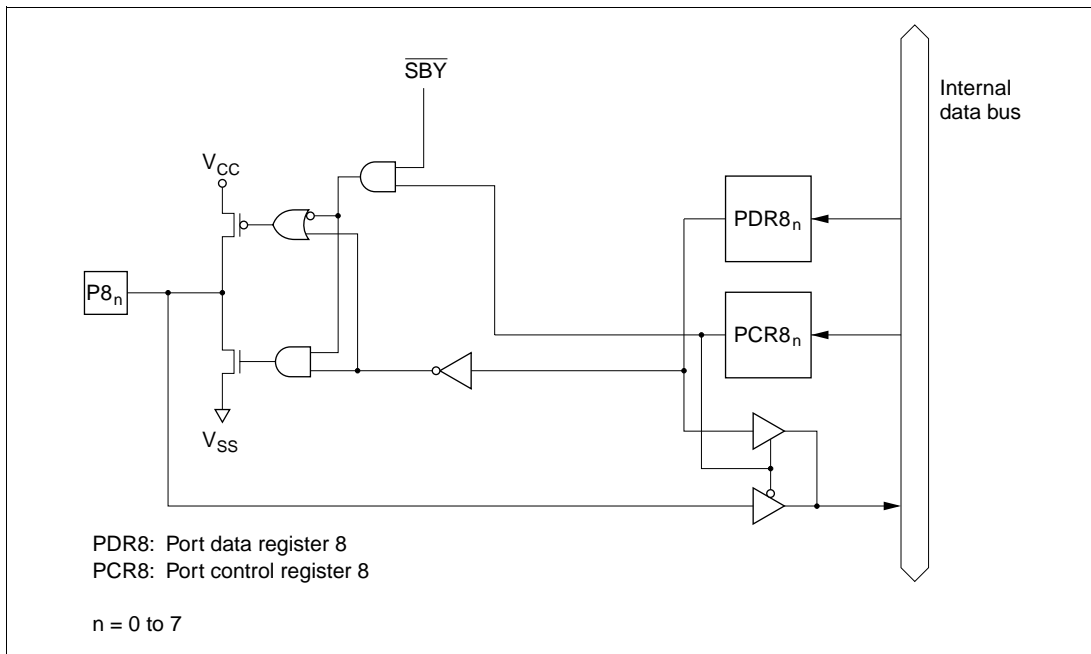 S̅B̅Y̅
Internal
data bus
VCC
PDR8n
P8n
PCR8n
VSS
PDR8: Port data register 8
PCR8: Port control register 8
n = 0 to 7